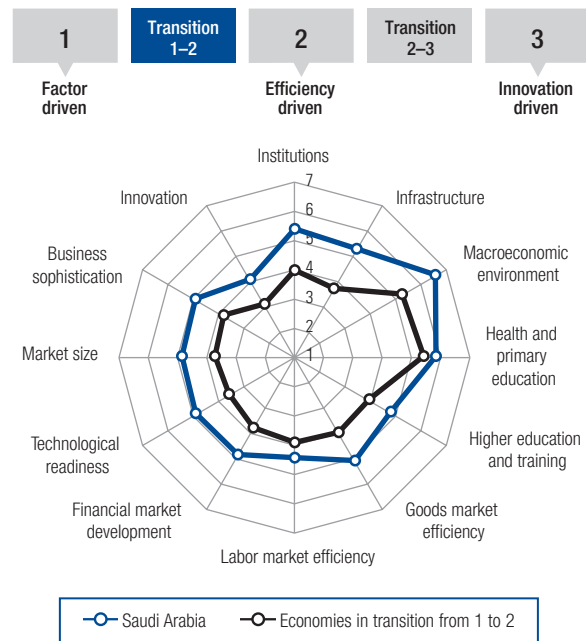 1
Transition
1–2
2
Transition
2–3
3
Factor
driven
Efficiency
driven
Innovation
driven
Institutions
Infrastructure
Macroeconomic
environment
Health and
primary
education
Higher education
and training
Goods market
efficiency
Labor market efficiency
Financial market
development
Technological
readiness
Market size
Business
sophistication
Innovation
7
6
5
4
3
2
1
Saudi Arabia
Economies in transition from 1 to 2